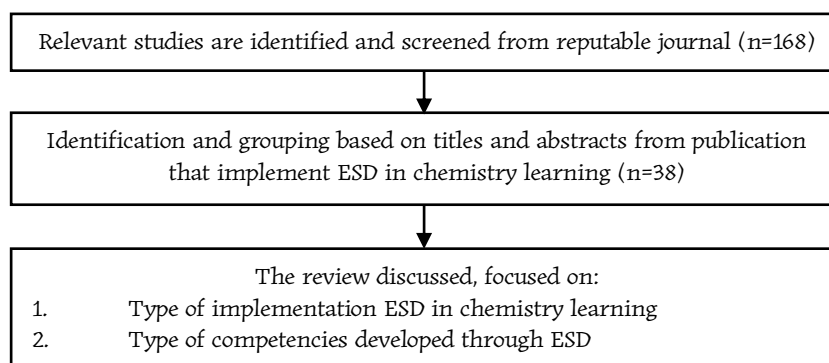 Relevant studies are identified and screened from reputable journal (n=168)
Identification and grouping based on titles and abstracts from publication
that implement ESD in chemistry learning (n=38)
The review discussed, focused on:
1. Type of implementation ESD in chemistry learning
2. Type of competencies developed through ESD